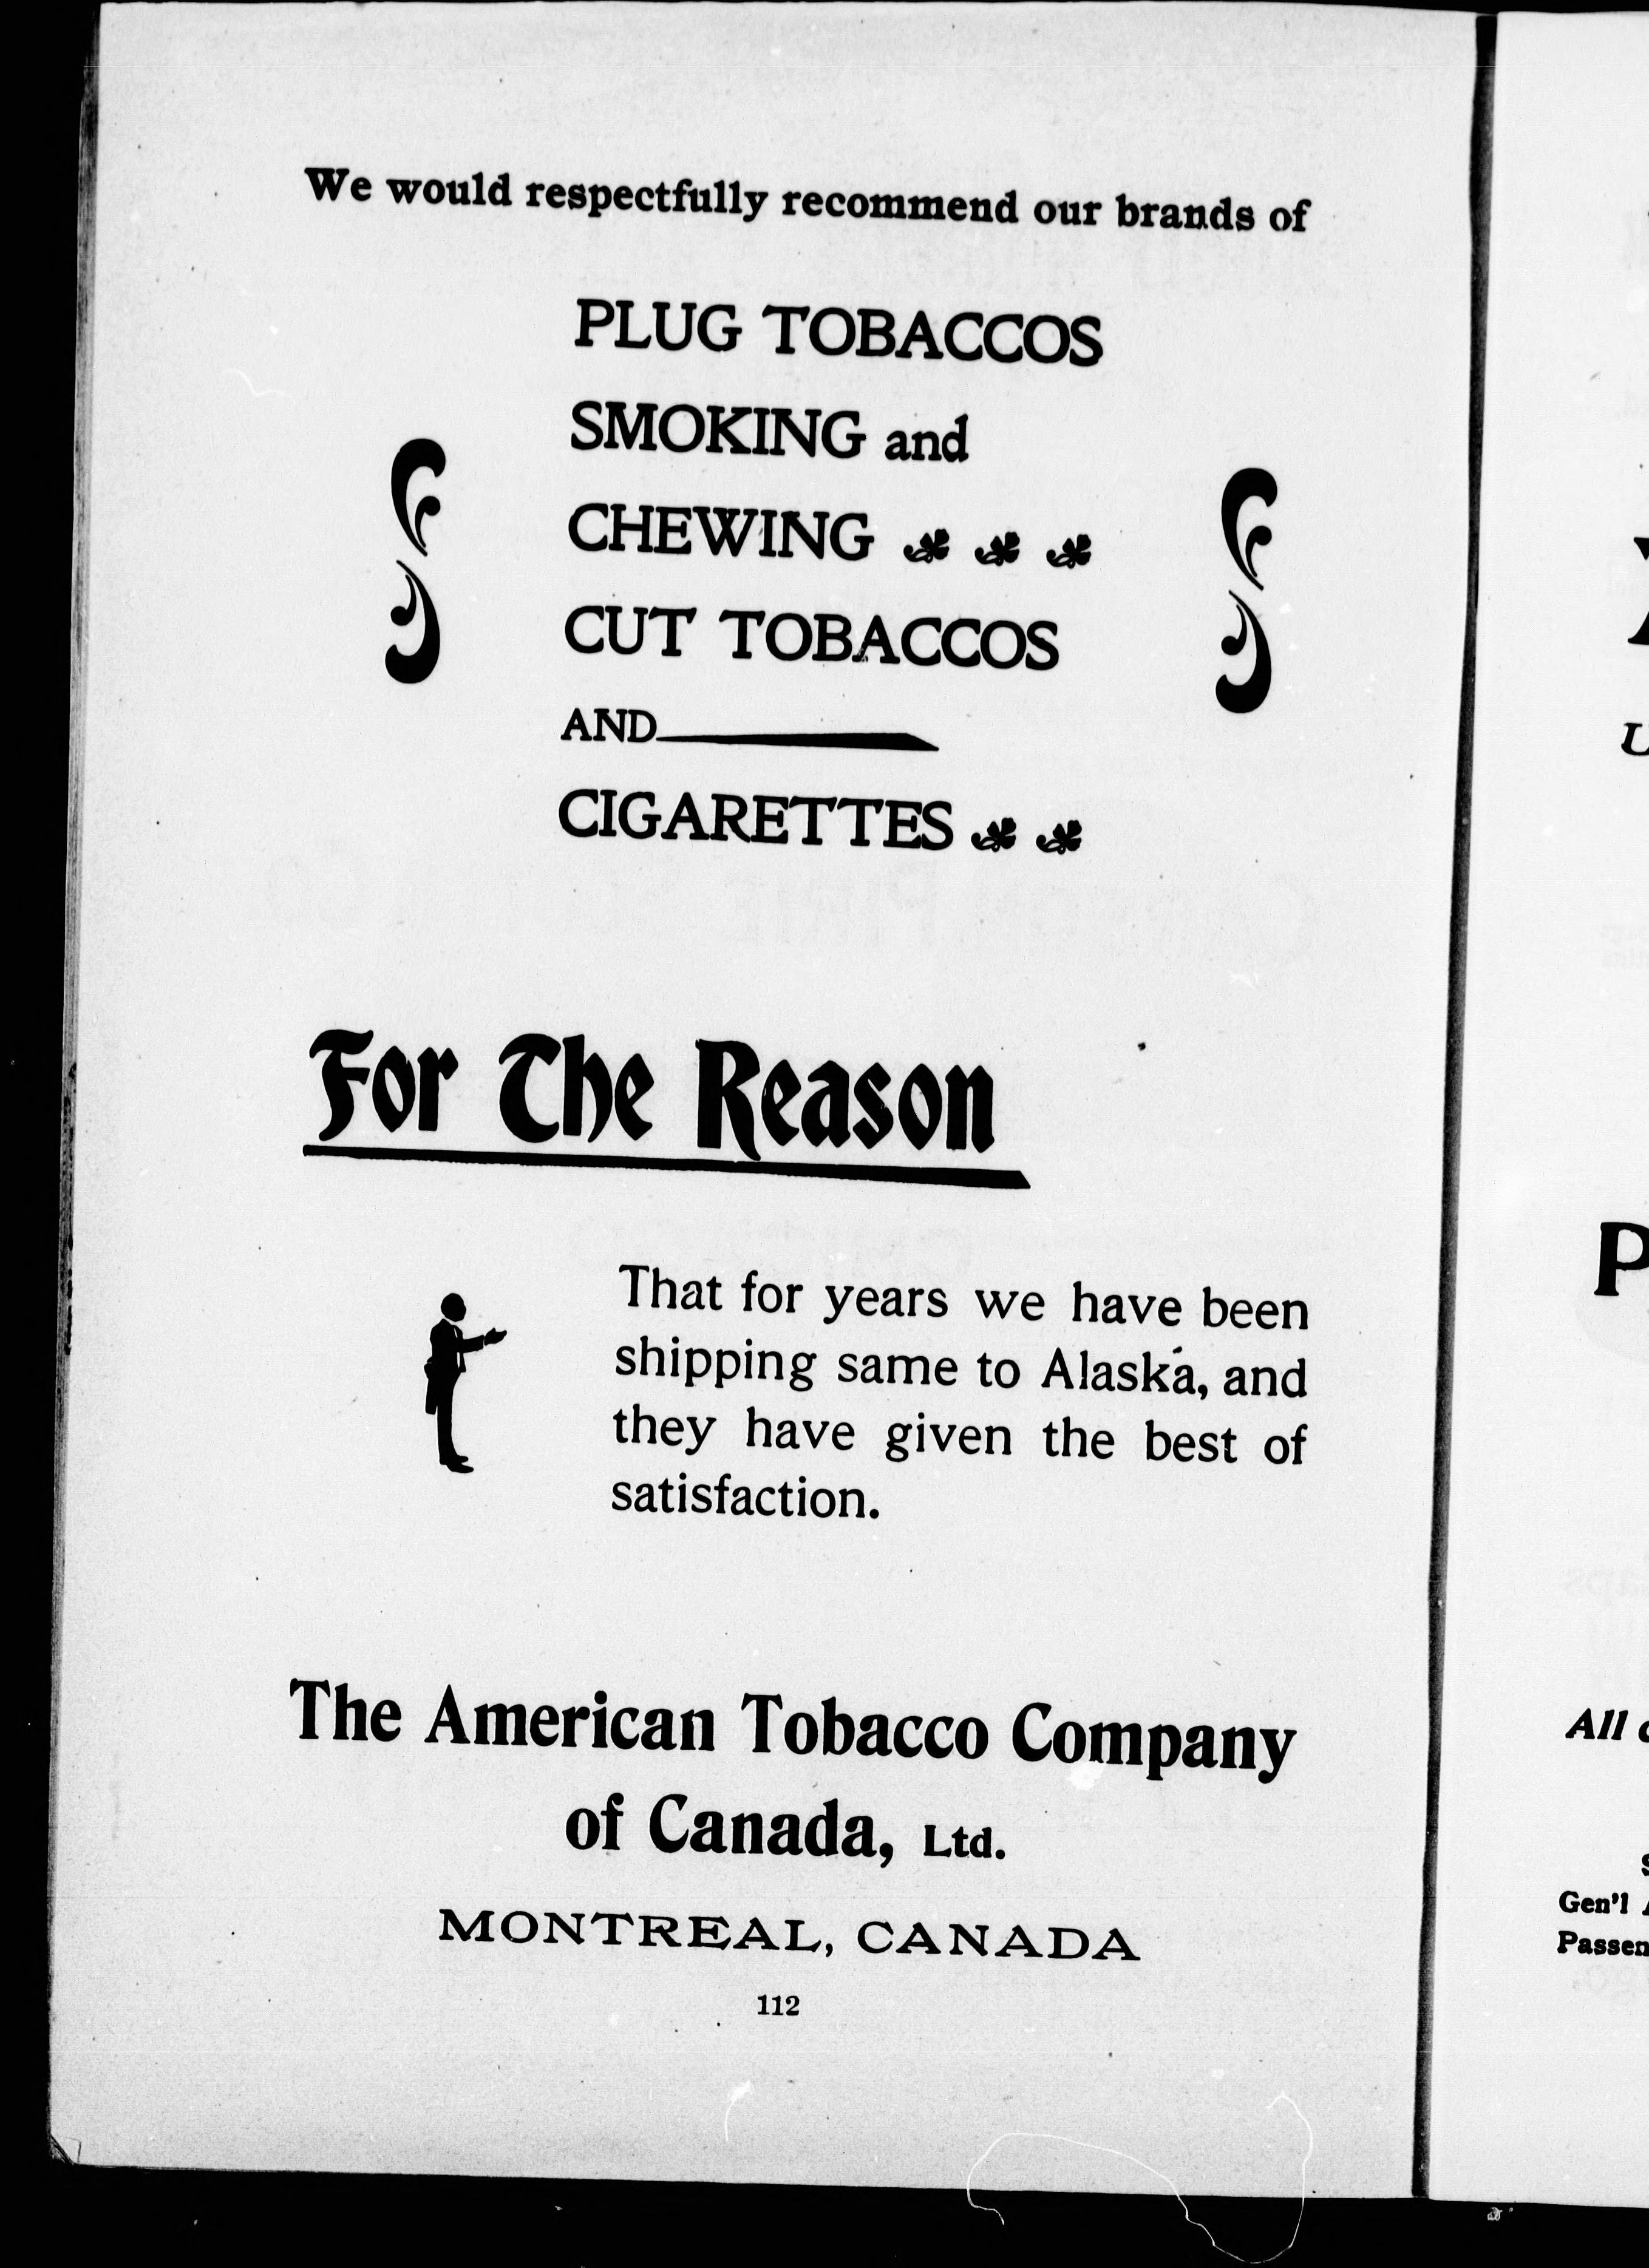 We would respectfully recommend our brands of
PLUG TOBACCOS
SMOKING and
CHEWING
CUT TOBACCOS
AND
CIGARETTES
For The Reason
That for years we have been
shipping same to Alaska, and
they have given the best of
satisfaction.
The American Tobacco Company
of Canada, Ltd.
MONTREAL, CANADA
112
P
All
Gen'l